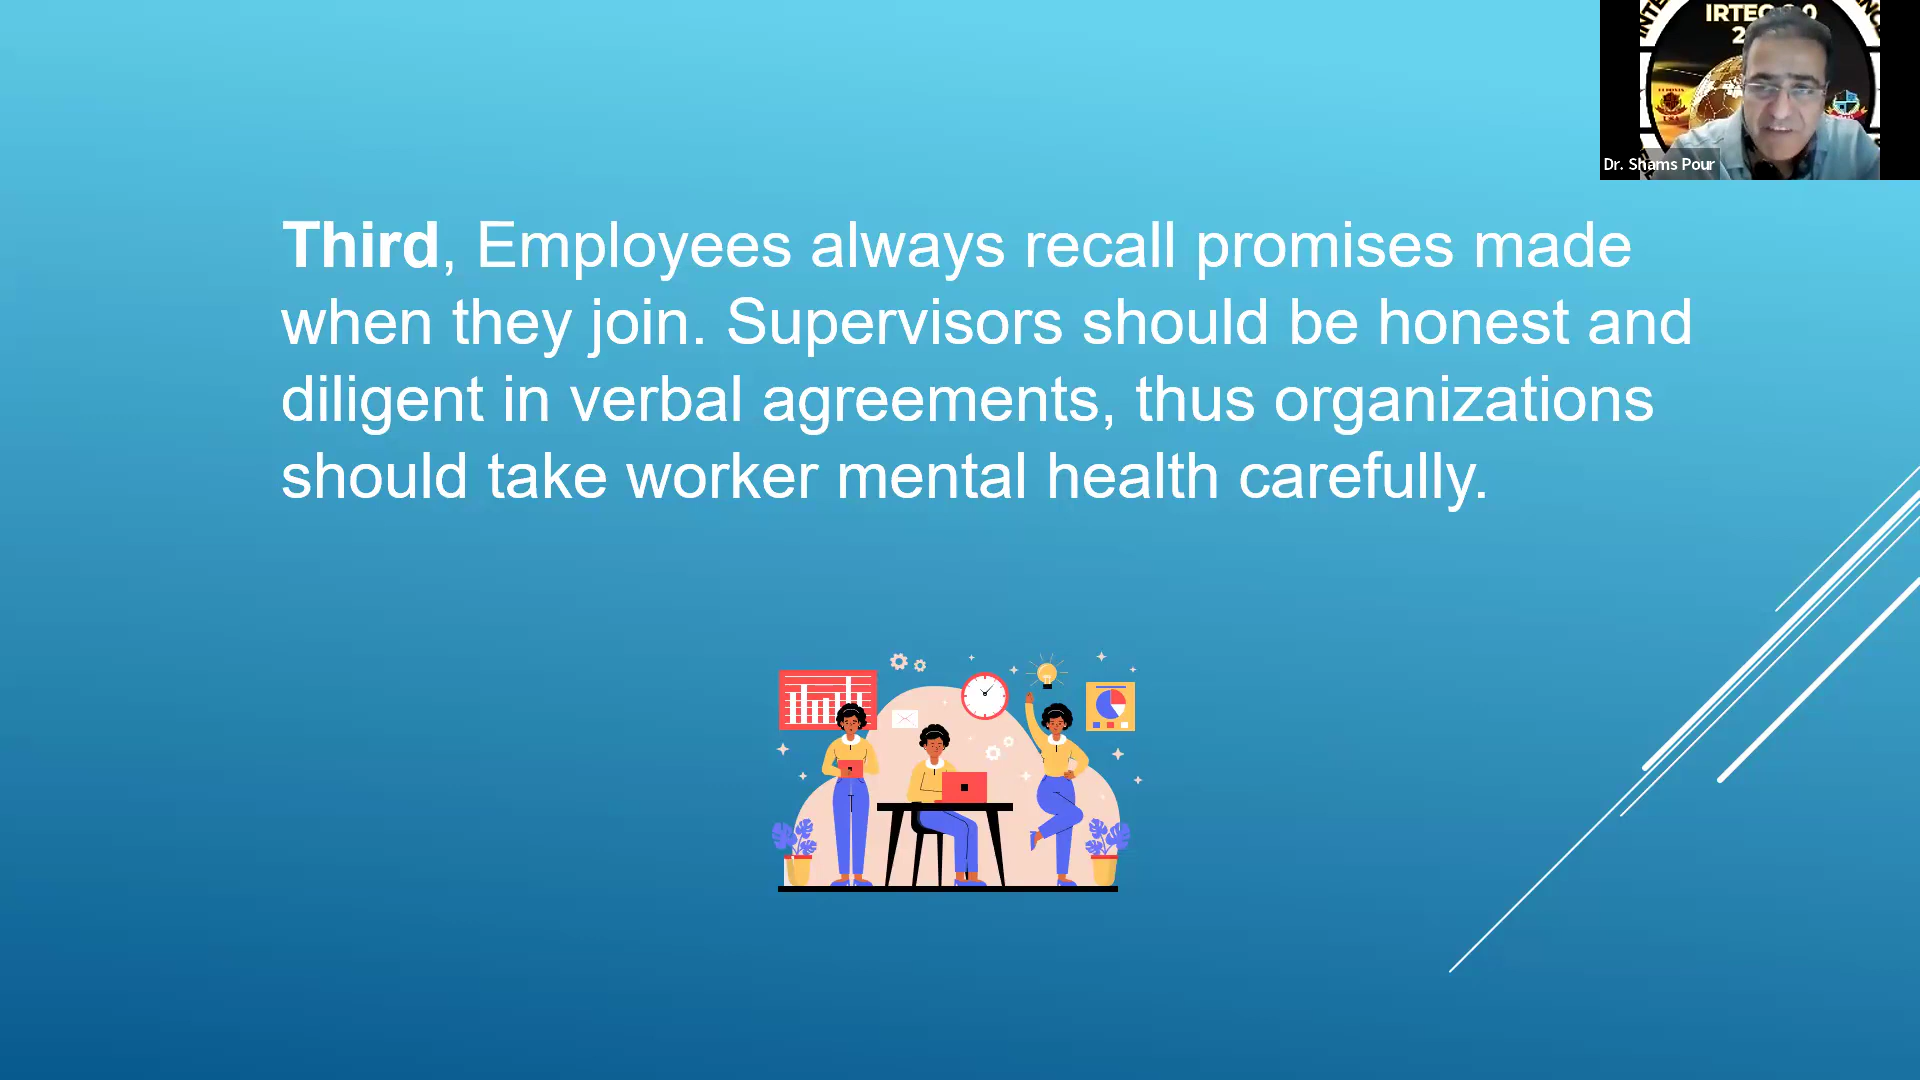 IRTEC
Dr. Shams Pour
Third, Employees always recall promises made
when they join. Supervisors should be honest and
diligent in verbal agreements, thus organizations
should take worker mental health carefully.